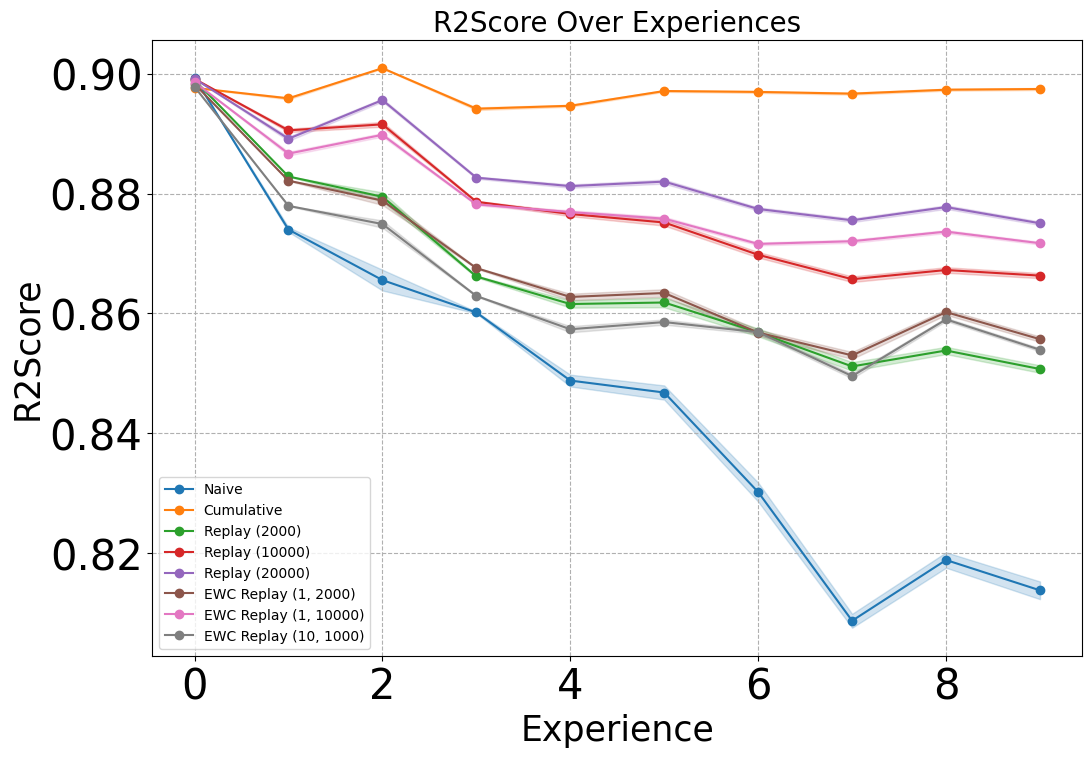 R2Score Over Experiences
R2Score
0.90
0.88
0.86
0.84
0.82
Naive
Cumulative
Replay (2000)
Replay (10000)
Replay (20000)
EWC Replay (1, 2000)
EWC Replay (1, 10000)
EWC Replay (10, 1000)
0 2 4 6 8
Experience